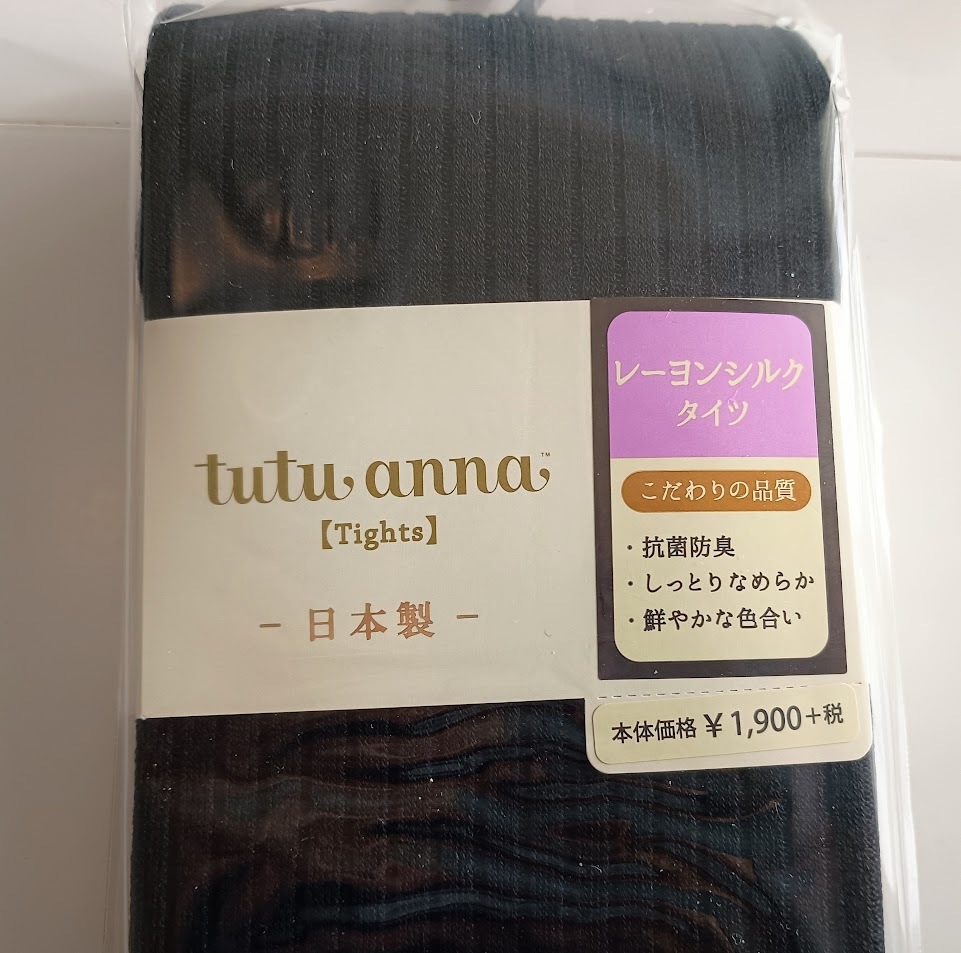 tutu anna™
【Tights】
－日本製－
レーヨンシルク
タイツ
こだわりの品質
・抗菌防臭
・しっとりなめらか
・鮮やかな色合い
本体価格￥1,900+税